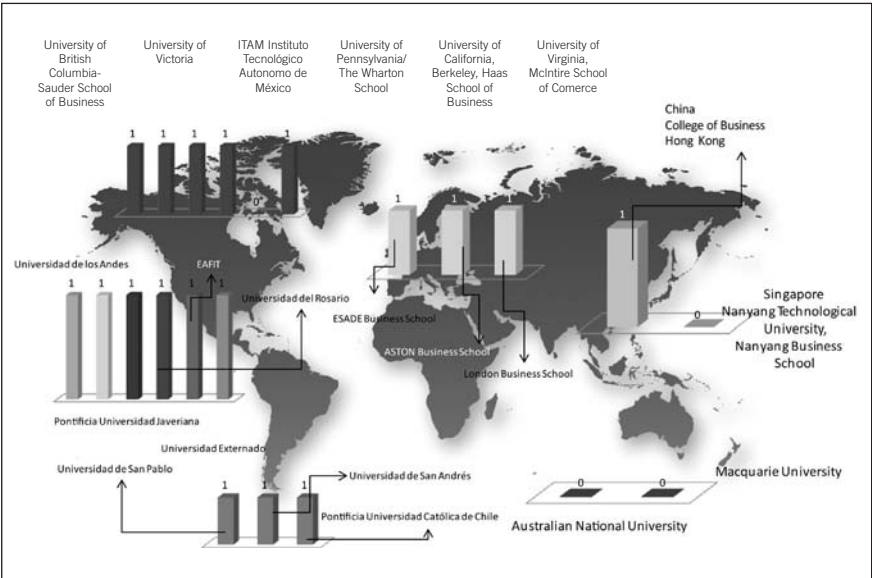 University of
British
Columbia-
Sauder School
of Business
University of
Victoria
ITAM Instituto
Tecnológico
Autonomo de
México
University of
Pennsylvania/
The Wharton
School
University of
California,
Berkeley, Haas
School of
Business
University of
Virginia,
McIntire School
of Comerce
China
College of Business
Hong Kong
1 1 1 1 0 1
1 1 1
1
1
0
Universidad de los Andes
EAFIT
Universidad del Rosario
1 1 1 1 1 1
ESADE Business School
ASTON Business School
London Business School
Singapore
Nanyang Technological
University,
Nanyang Business
School
Pontificia Universidad Javeriana
Universidad Externado
Universidad de San Pablo
1 1 1
Universidad de San Andrés
Pontificia Universidad Católica de Chile
Macquarie University
0 0
Australian National University